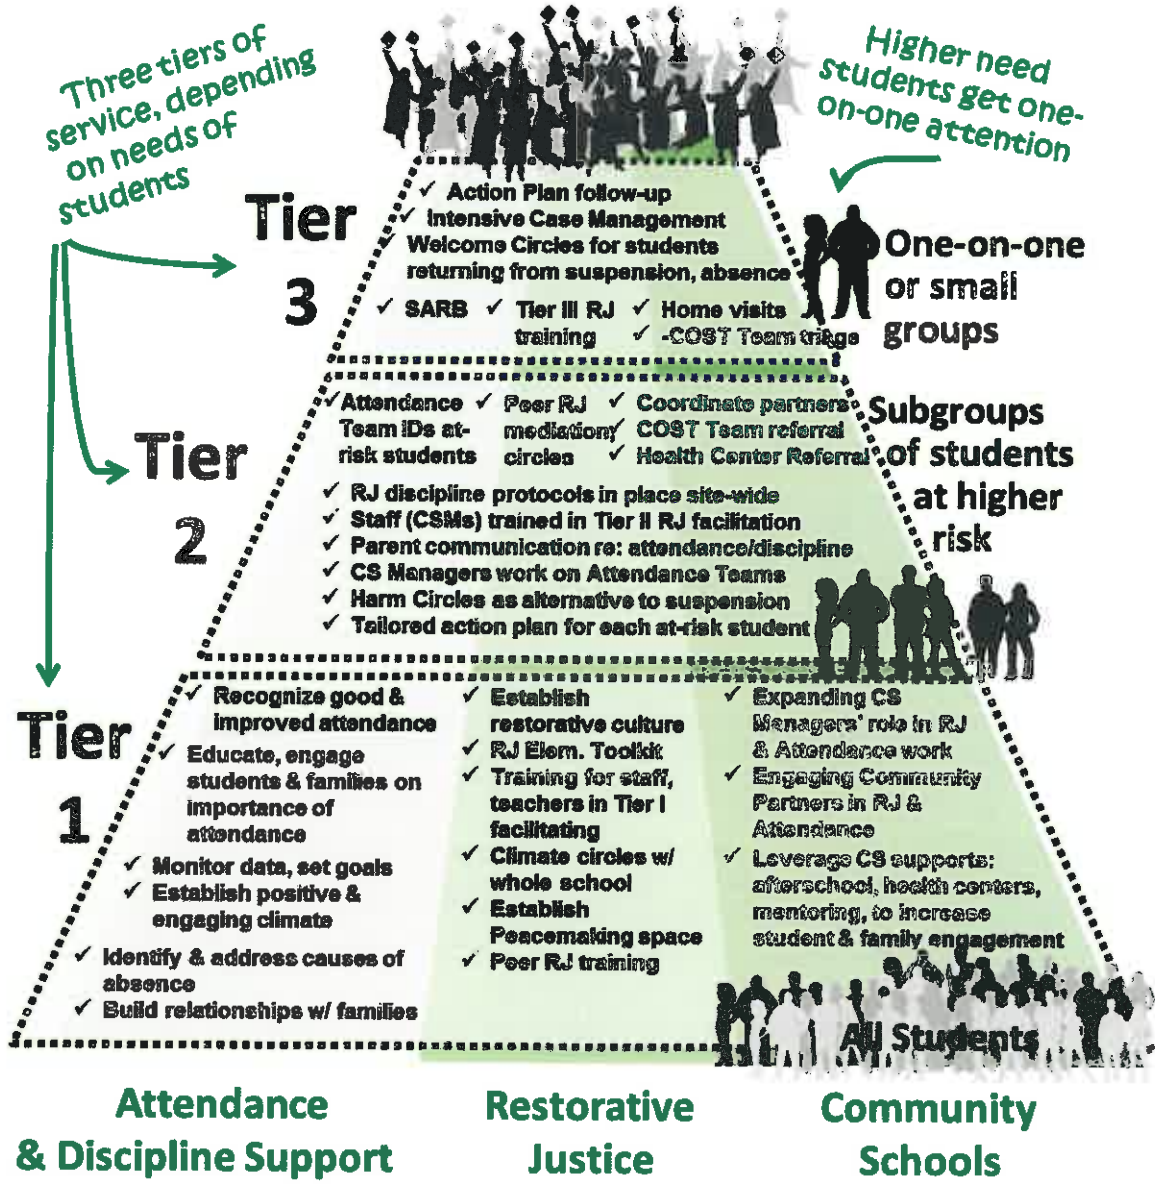 Three tiers of
service, depending
on needs of
students
Higher need
students get one-
on-one attention
Tier
3
✓ Action Plan follow-up
✓ Intensive Case Management
✓ Welcome Circles for students
returning from suspension, absence
✓ SARB
✓ Tier III RJ
training
✓ Home visits
✓ -COST Team triage
One-on-one
or small
groups
Tier
2
✓ Attendance
Team IDs at-
risk students
✓ Peer RJ
mediation
circles
✓ Coordinate partners
✓ COST Team referral
✓ Health Center Referral
✓ RJ discipline protocols in place site-wide
✓ Staff (CSMs) trained in Tier II RJ facilitation
✓ Parent communication re: attendance/discipline
✓ CS Managers work on Attendance Teams
✓ Harm Circles as alternative to suspension
✓ Tailored action plan for each at-risk student
Subgroups
of students
at higher
risk
Tier
1
✓ Recognize good &
improved attendance
✓ Educate, engage
students & families on
importance of
attendance
✓ Monitor data, set goals
✓ Establish positive &
engaging climate
✓ Identify & address causes of
absence
✓ Build relationships w/ families
✓ Establish
restorative culture
✓ RJ Elem. Toolkit
✓ Training for staff,
teachers in Tier I
facilitating
✓ Climate circles w/
whole school
✓ Establish
Peacemaking space
✓ Peer RJ training
✓ Expanding CS
Managers' role in RJ
& Attendance work
✓ Engaging Community
Partners in RJ &
Attendance
✓ Leverage CS supports:
afterschool, health centers,
mentoring, to increase
student & family engagement
All Students
Attendance
& Discipline Support
Restorative
Justice
Community
Schools